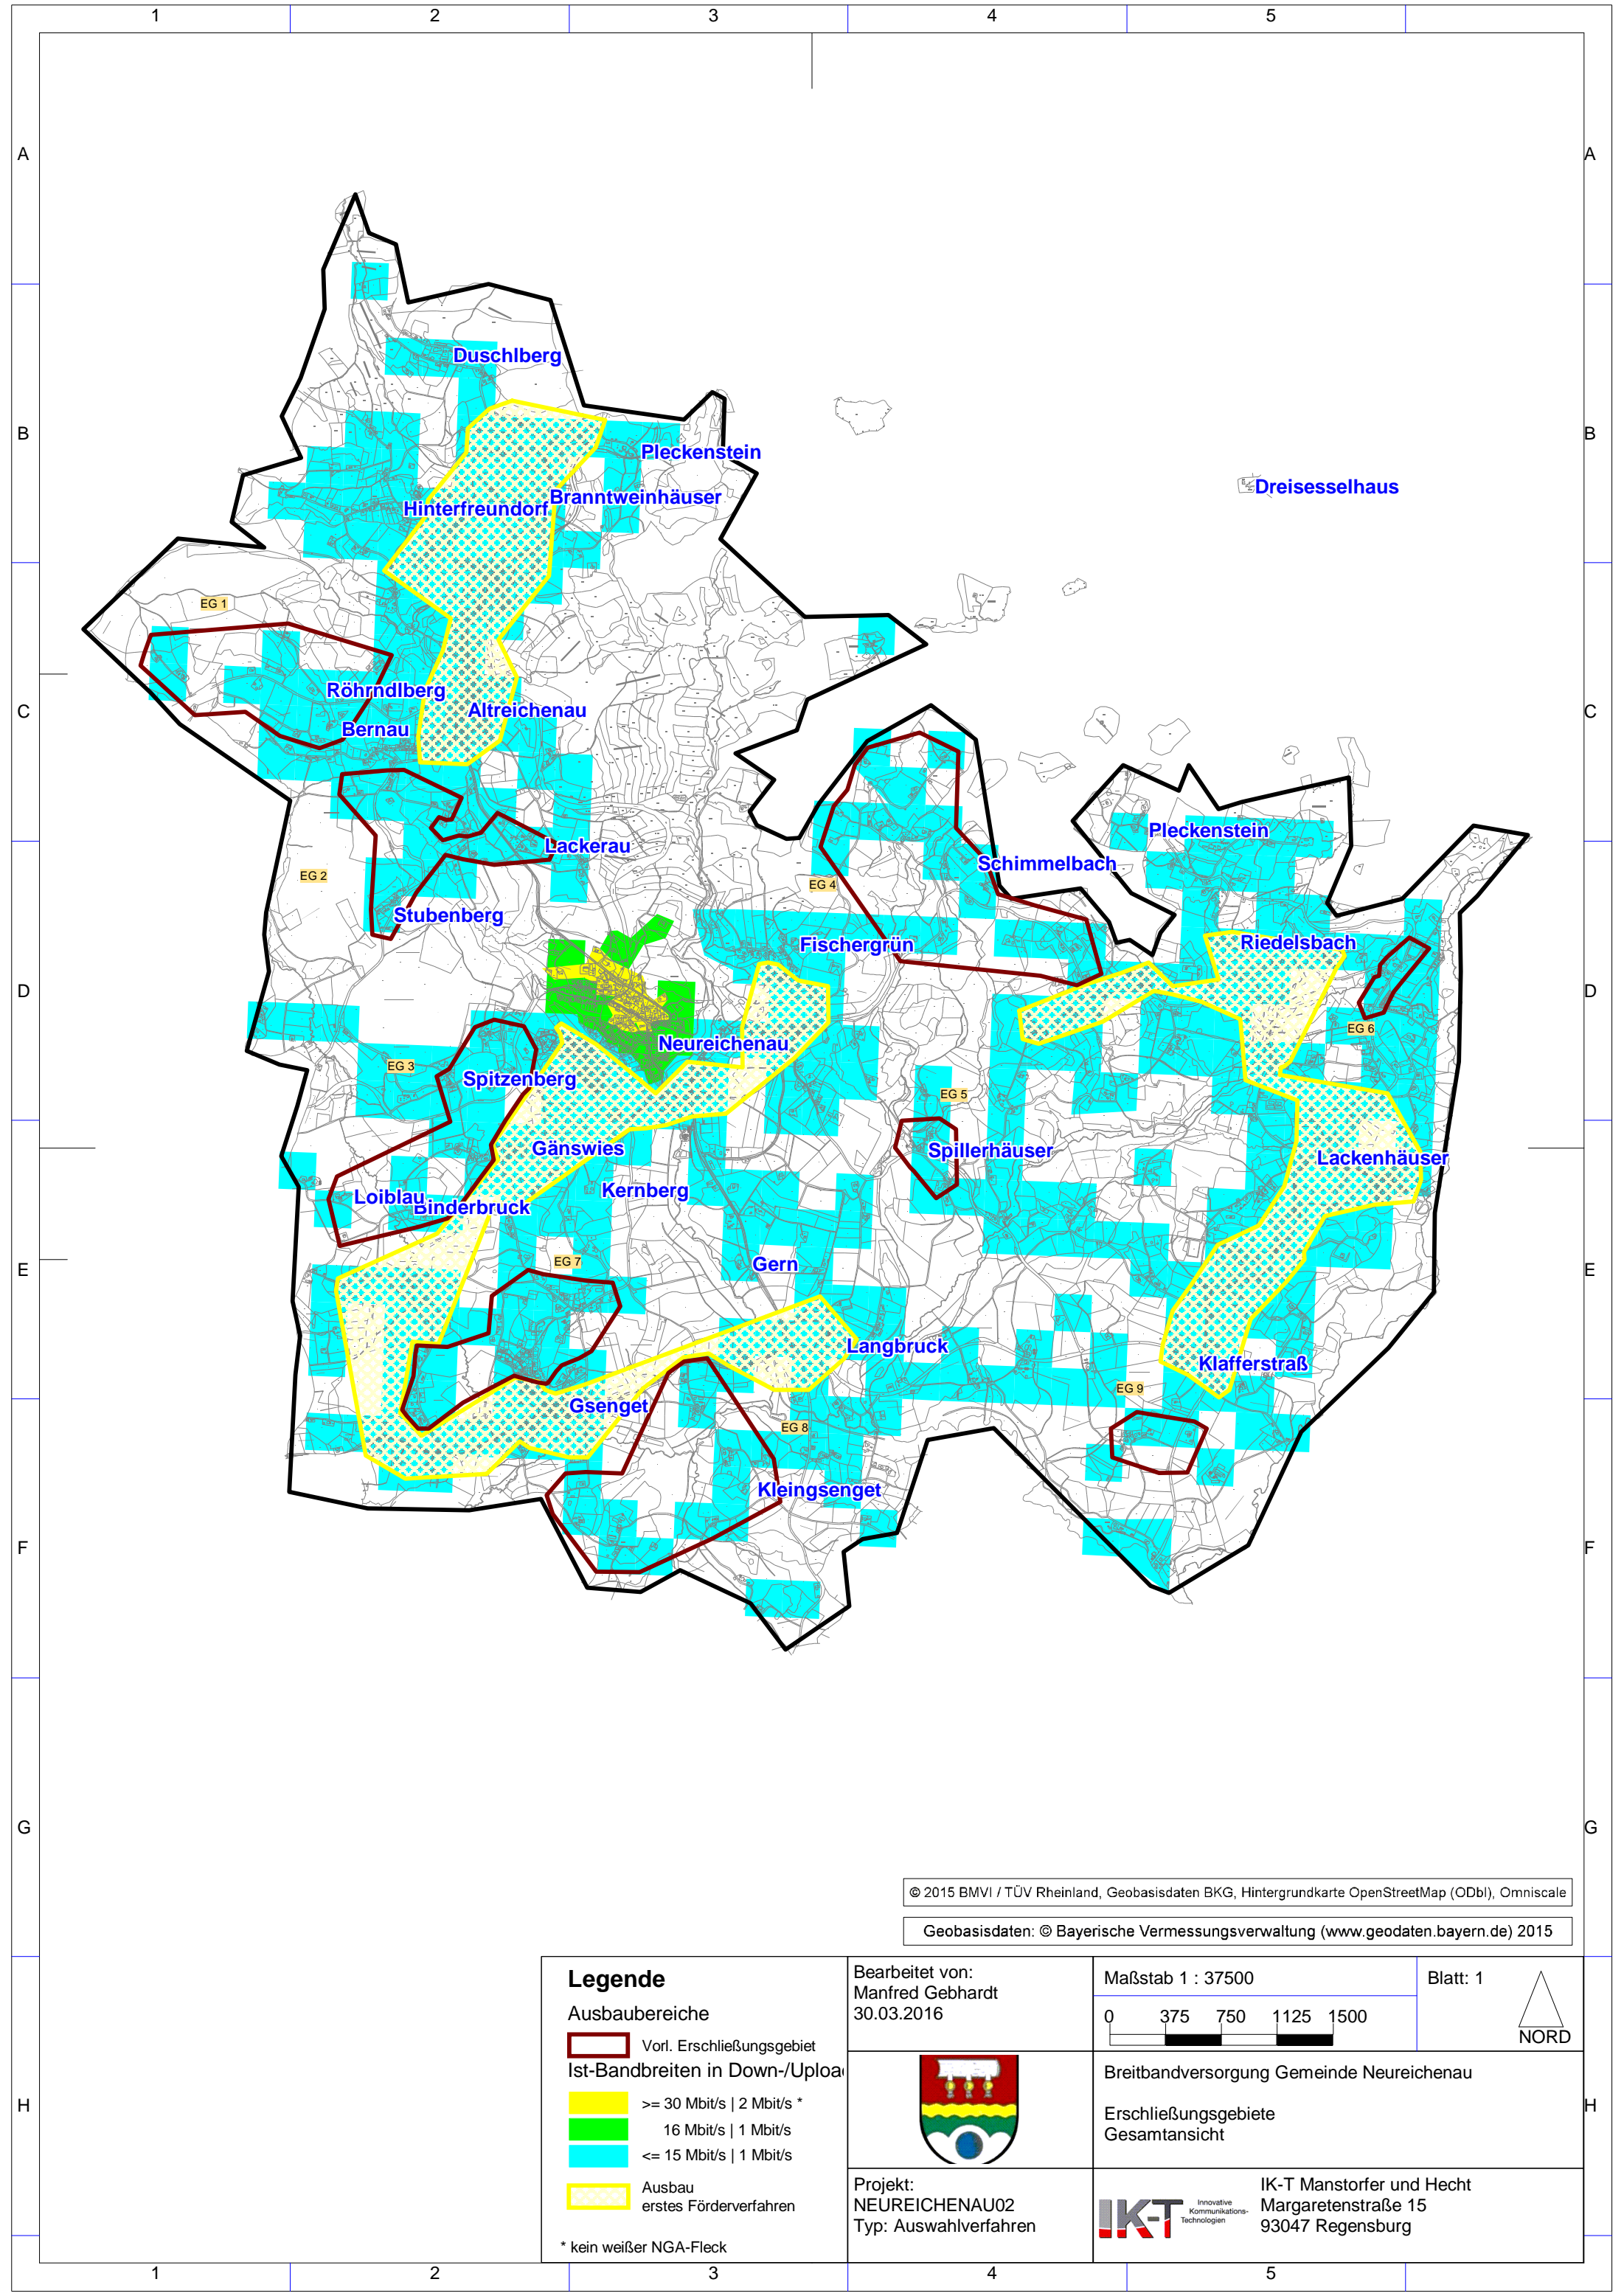 1 2 3 4 5
A A
Duschlberg
B B
Pleckenstein
Dreisesselhaus
Branntweinhäuser
Hinterfreundorf
EG 1
Röhrndlberg
Altreichenau
C C
Bernau
Pleckenstein
Lackerau
Schimmelbach
EG 2
EG 4
Stubenberg
Riedelsbach
Fischergrün
D D
EG 6
Neureichenau
EG 3
Spitzenberg
EG 5
Gänswies
Spillerhäuser
Lackenhäuser
Kernberg
Loiblau
Binderbruck
EG 7
Gern
E E
Langbruck
Klafferstraß
EG 9
Gsenget
EG 8
Kleingsenget
F F
G G
© 2015 BMVI / TÜV Rheinland, Geobasisdaten BKG, Hintergrundkarte OpenStreetMap (ODbl), Omniscale
Geobasisdaten: © Bayerische Vermessungsverwaltung (www.geodaten.bayern.de) 2015
Legende
Ausbaubereiche
Vorl. Erschließungsgebiet
Ist-Bandbreiten in Down-/Uploa
>= 30 Mbit/s | 2 Mbit/s *
16 Mbit/s | 1 Mbit/s
<= 15 Mbit/s | 1 Mbit/s
Ausbau
erstes Förderverfahren
* kein weißer NGA-Fleck
Bearbeitet von:
Manfred Gebhardt
30.03.2016
Projekt:
NEUREICHENAU02
Typ: Auswahlverfahren
Maßstab 1 : 37500
0 375 750 1125 1500
Blatt: 1
NORD
Breitbandversorgung Gemeinde Neureichenau
Erschließungsgebiete
Gesamtansicht
IK-T
Innovative
Kommunikations-
Technologien
IK-T Manstorfer und Hecht
Margaretenstraße 15
93047 Regensburg
H H
1 2 3 4 5